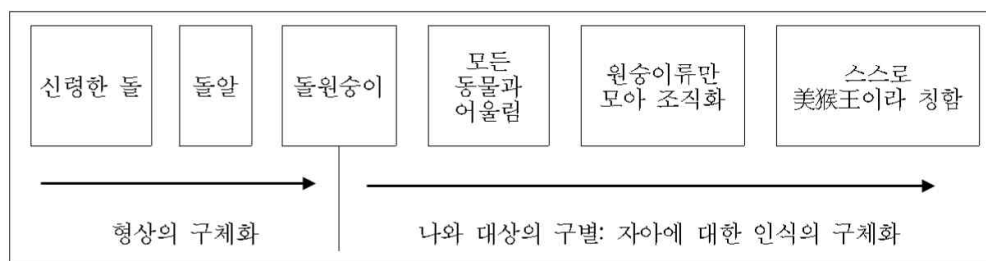 신령한 돌
돌알
돌원숭이
모든
동물과
어울림
원숭이류만
모아 조직화
스스로
美猴王이라 칭함
형상의 구체화
나와 대상의 구별: 자아에 대한 인식의 구체화